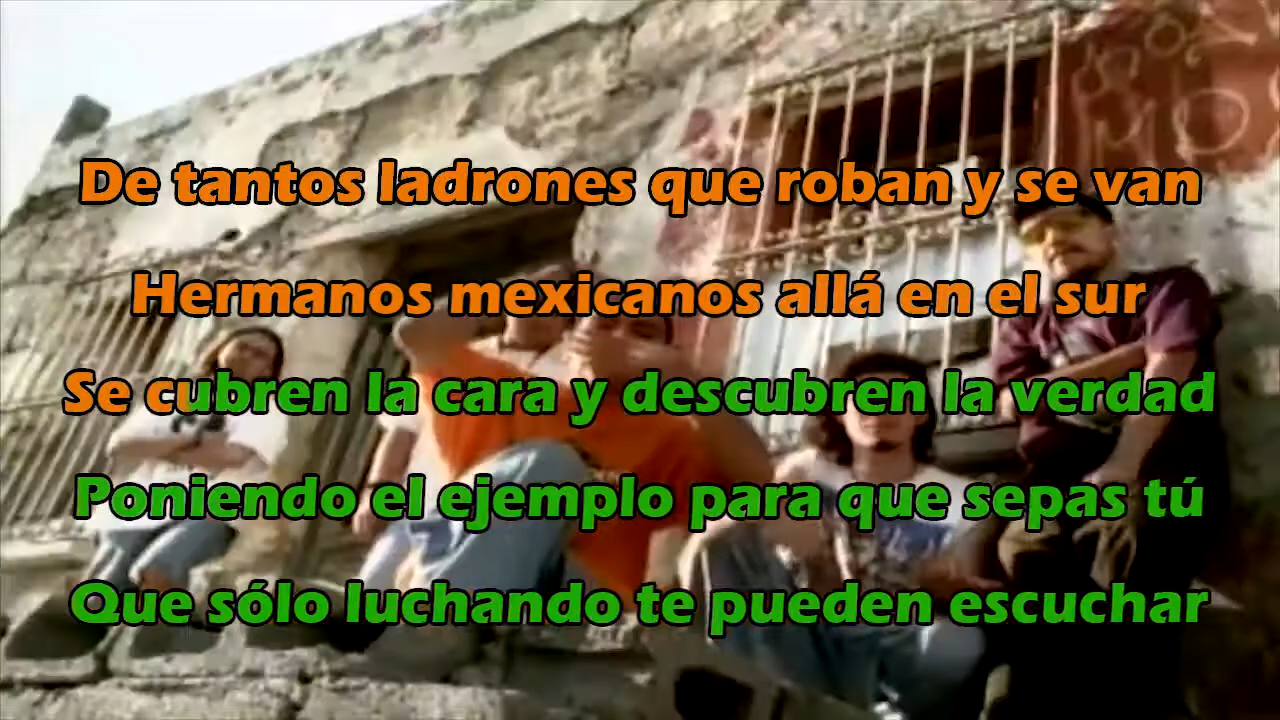 De tantos ladrones que roban y se van
Hermanos mexicanos allá en el sur
Se cubren la cara y descubren la verdad
Poniendo el ejemplo para que sepas tú
Que sólo luchando te pueden escuchar